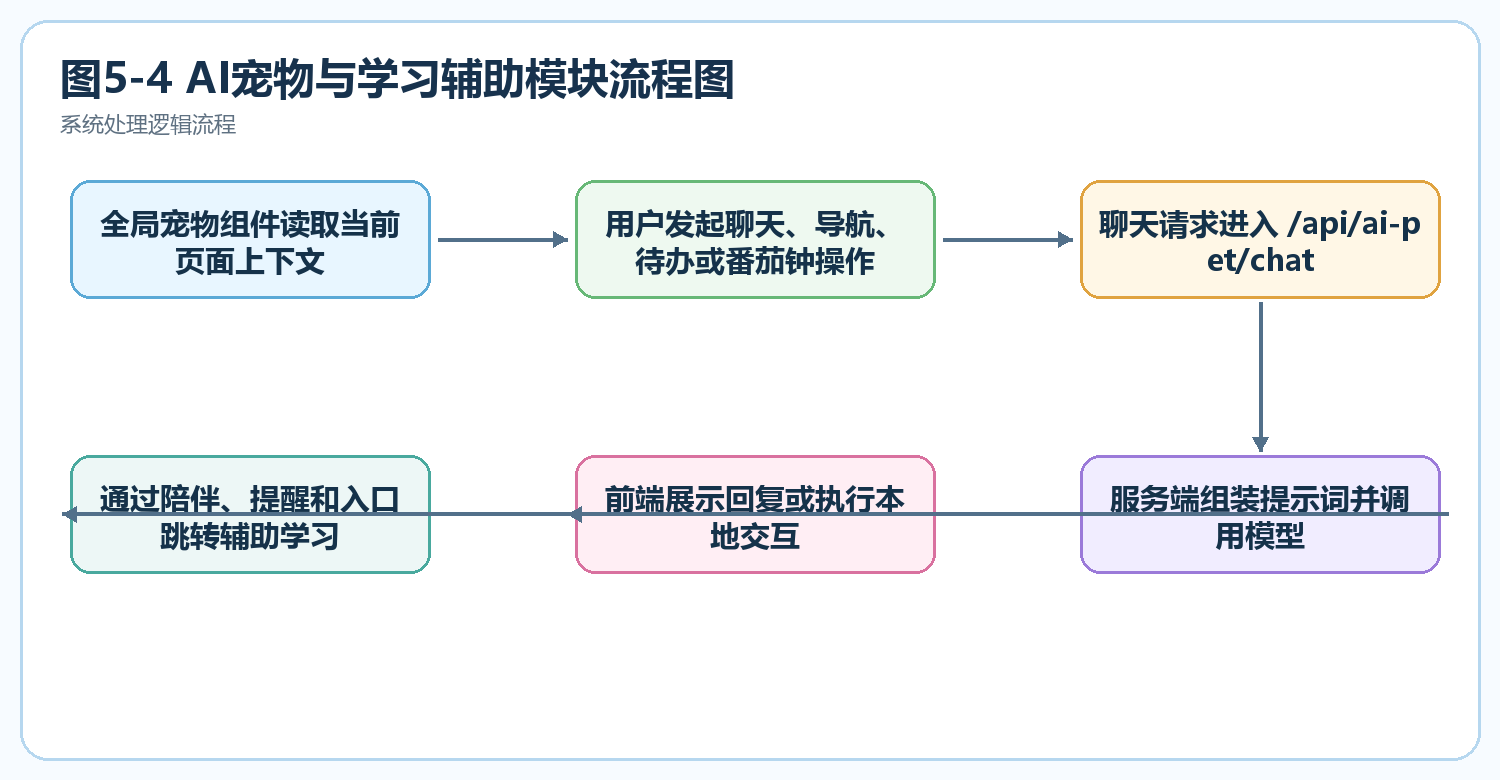 图5-4 AI宠物与学习辅助模块流程图
系统处理逻辑流程
全局宠物组件读取当前
页面上下文
用户发起聊天、导航、
待办或番茄钟操作
聊天请求进入 /api/ai-p
et/chat
通过陪伴、提醒和入口
跳转辅助学习
前端展示回复或执行本
地交互
服务端组装提示词并调
用模型